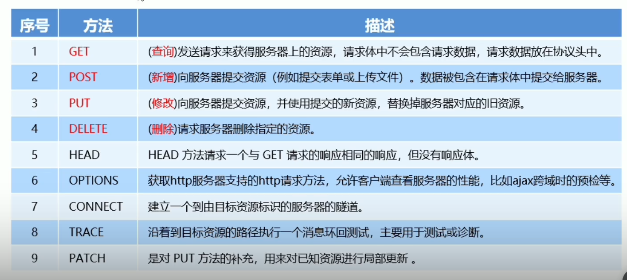 序号 方法 描述
1 GET (查询)发送请求来获得服务器上的资源，请求体中不会包含请求数据，请求数据放在协议头中。
2 POST (新增)向服务器提交资源（例如提交表单或上传文件）。数据被包含在请求体中提交给服务器。
3 PUT (修改)向服务器提交资源，并使用提交的新资源，替换掉服务器对应的旧资源。
4 DELETE (删除)请求服务器删除指定的资源。
5 HEAD HEAD 方法请求一个与 GET 请求的响应相同的响应，但没有响应体。
6 OPTIONS 获取http服务器支持的http请求方法，允许客户端查看服务器的性能，比如ajax跨域时的预检等。
7 CONNECT 建立一个到由目标资源标识的服务器的隧道。
8 TRACE 沿着到目标资源的路径执行一个消息环回测试，主要用于测试或诊断。
9 PATCH 是对 PUT 方法的补充，用来对已知资源进行局部更新 。